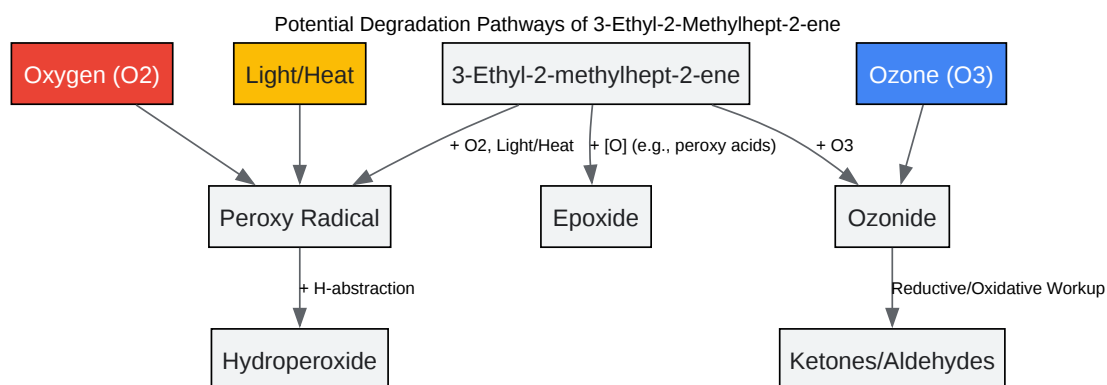 Potential Degradation Pathways of 3-Ethyl-2-Methylhept-2-ene
Oxygen (O2)
Light/Heat
3-Ethyl-2-methylhept-2-ene
Ozone (O3)
+ O2, Light/Heat
+ [O] (e.g., peroxy acids)
+ O3
Peroxy Radical
Epoxide
Ozonide
+ H-abstraction
Reductive/Oxidative Workup
Hydroperoxide
Ketones/Aldehydes